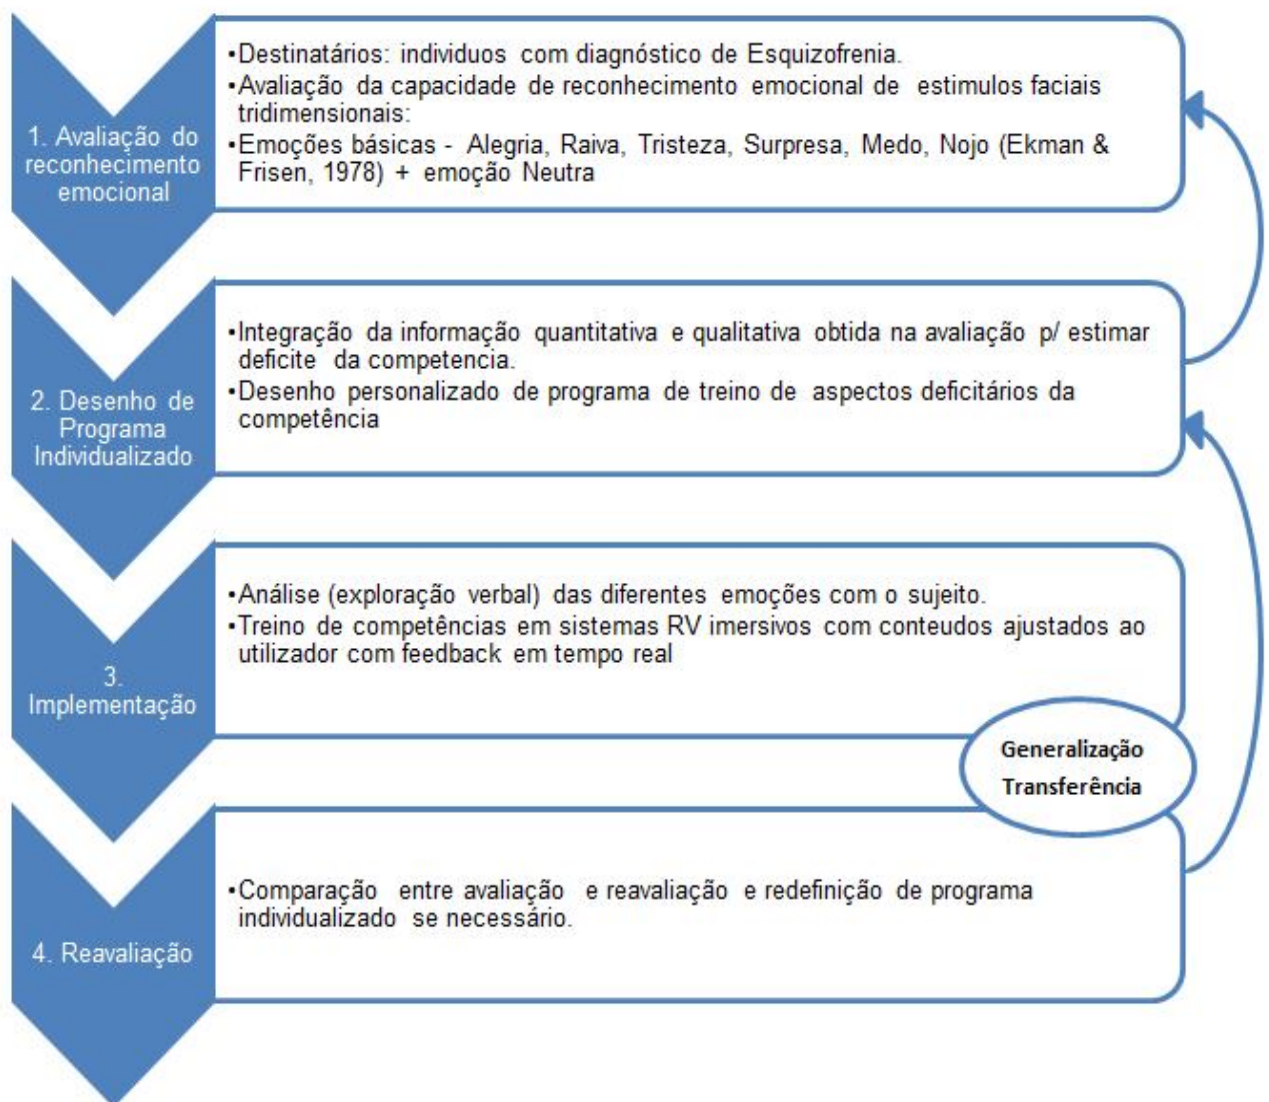 1. Avaliação do
reconhecimento
emocional
•Destinatários: individuos com diagnóstico de Esquizofrenia.
•Avaliação da capacidade de reconhecimento emocional de estimulos faciais
tridimensionais:
•Emoções básicas - Alegria, Raiva, Tristeza, Surpresa, Medo, Nojo (Ekman &
Frisen, 1978) + emoção Neutra
2. Desenho de
Programa
Individualizado
•Integração da informação quantitativa e qualitativa obtida na avaliação p/ estimar
deficite da competencia.
•Desenho personalizado de programa de treino de aspectos deficitários da
competência
3.
Implementação
•Análise (exploração verbal) das diferentes emoções com o sujeito.
•Treino de competências em sistemas RV imersivos com conteudos ajustados ao
utilizador com feedback em tempo real
Generalização
Transferência
4. Reavaliação
•Comparação entre avaliação e reavaliação e redefinição de programa
individualizado se necessário.